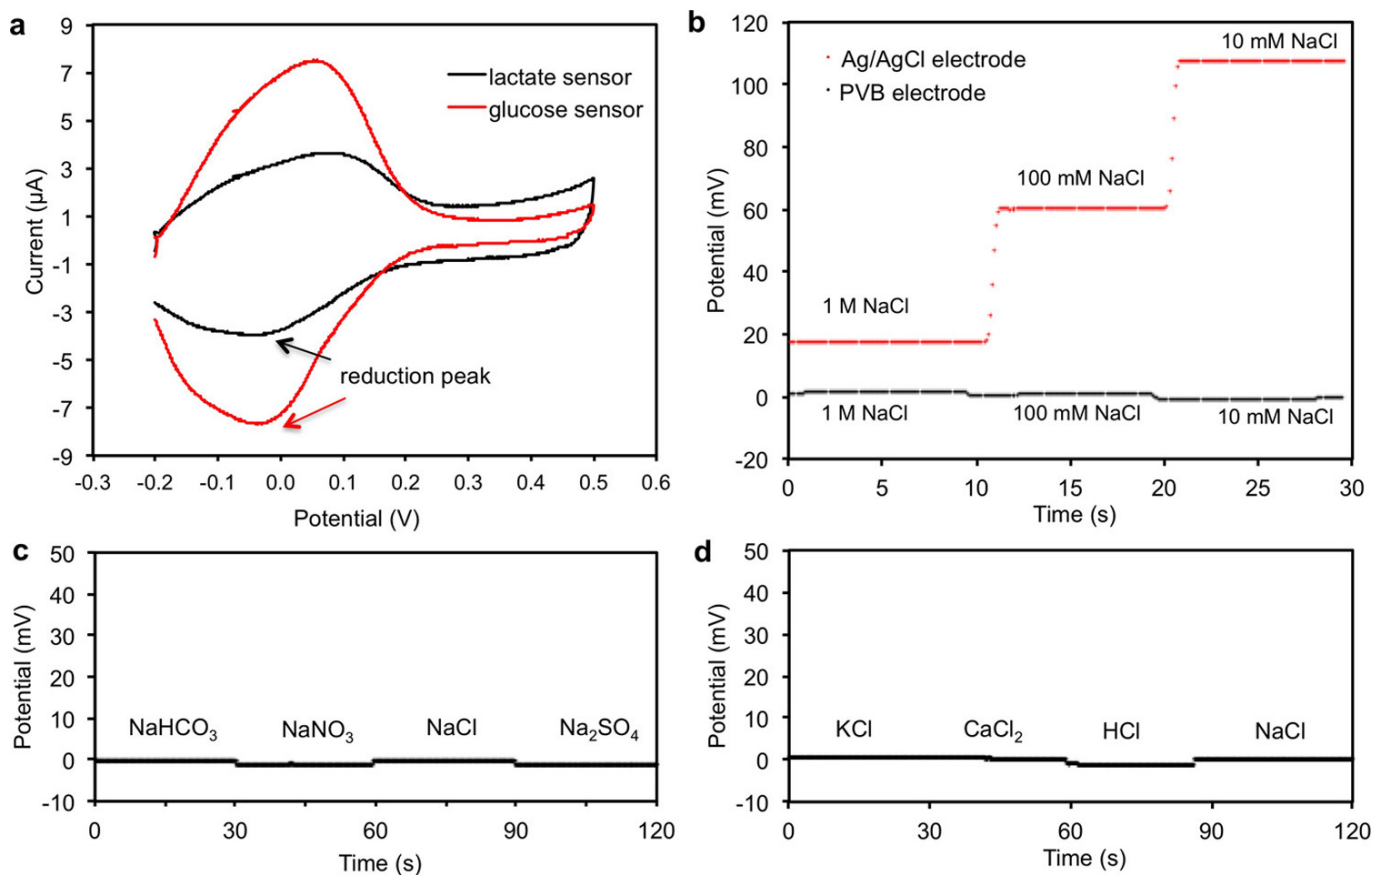 a
9
7
5
3
1
-1
-3
-5
-7
-9
Current (µA)
lactate sensor
glucose sensor
reduction peak
-0.3 -0.2 -0.1 0.0 0.1 0.2 0.3 0.4 0.5 0.6
Potential (V)
b
120
100
80
60
40
20
0
-20
Potential (mV)
Ag/AgCl electrode
PVB electrode
10 mM NaCl
100 mM NaCl
1 M NaCl
1 M NaCl 100 mM NaCl 10 mM NaCl
0 5 10 15 20 25 30
Time (s)
c
50
40
30
20
10
0
-10
Potential (mV)
NaHCO3 NaNO3 NaCl Na2SO4
0 30 60 90 120
Time (s)
d
50
40
30
20
10
0
-10
Potential (mV)
KCl CaCl2 HCl NaCl
0 30 60 90 120
Time (s)